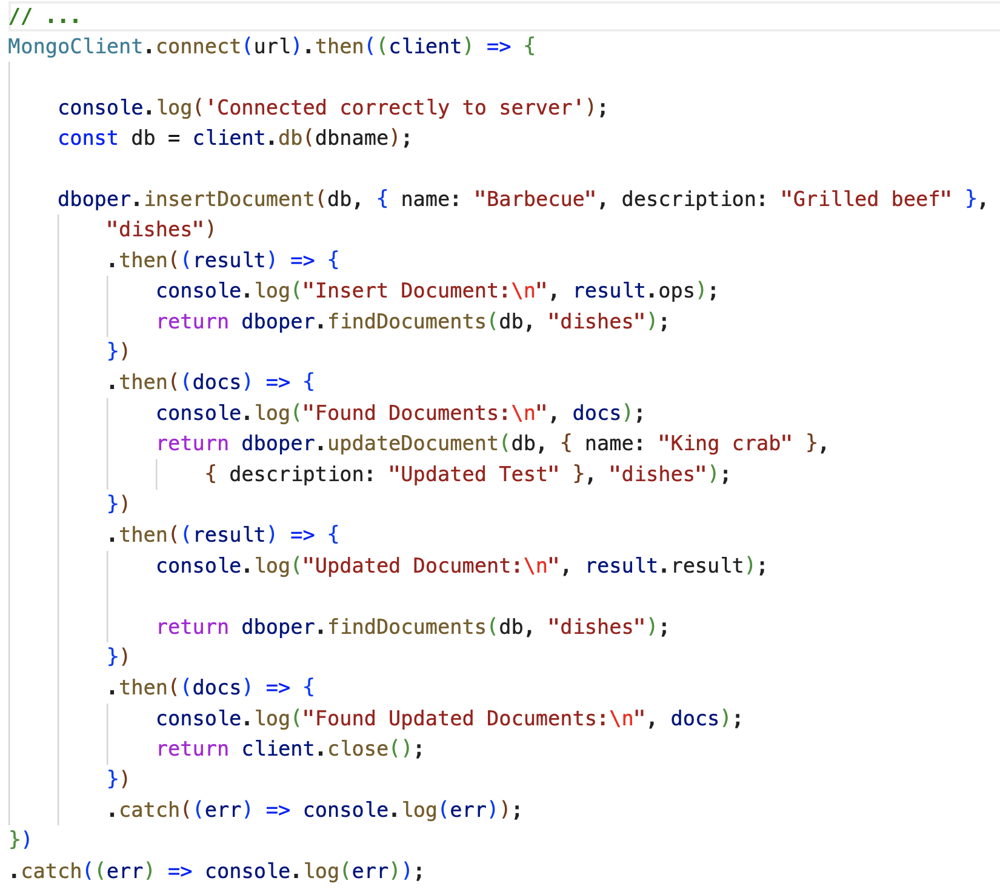 // ...
MongoClient.connect(url).then((client) => {
console.log('Connected correctly to server');
const db = client.db(dbname);
dboper.insertDocument(db, { name: "Barbecue", description: "Grilled beef" },
"dishes")
.then((result) => {
console.log("Insert Document:\n", result.ops);
return dboper.findDocuments(db, "dishes");
})
.then((docs) => {
console.log("Found Documents:\n", docs);
return dboper.updateDocument(db, { name: "King crab" },
{ description: "Updated Test" }, "dishes");
})
.then((result) => {
console.log("Updated Document:\n", result.result);
return dboper.findDocuments(db, "dishes");
})
.then((docs) => {
console.log("Found Updated Documents:\n", docs);
return client.close();
})
.catch((err) => console.log(err));
})
.catch((err) => console.log(err));